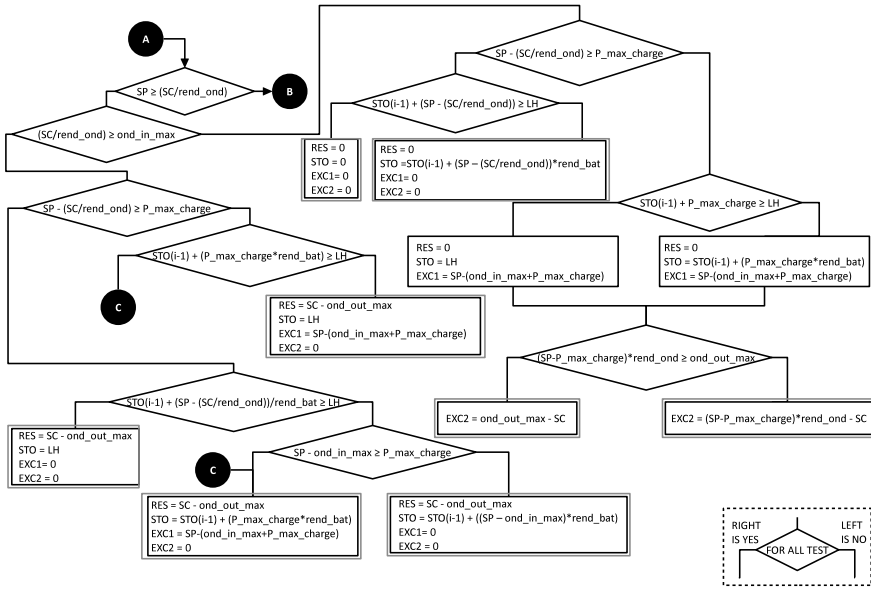 A
SP ≥ (SC/rend_ond)
B
SP - (SC/rend_ond) ≥ P_max_charge
(SC/rend_ond) ≥ ond_in_max
STO(i-1) + (SP - (SC/rend_ond)) ≥ LH
RES = 0
STO = 0
EXC1= 0
EXC2 = 0
RES = 0
STO =STO(i-1) + (SP – (SC/rend_ond))*rend_bat
EXC1= 0
EXC2 = 0
SP - (SC/rend_ond) ≥ P_max_charge
STO(i-1) + P_max_charge ≥ LH
STO(i-1) + (P_max_charge*rend_bat) ≥ LH
RES = 0
STO = LH
EXC1 = SP-(ond_in_max+P_max_charge)
RES = 0
STO = STO(i-1) + (P_max_charge*rend_bat)
EXC1 = SP-(ond_in_max+P_max_charge)
C
RES = SC - ond_out_max
STO = LH
EXC1 = SP-(ond_in_max+P_max_charge)
EXC2 = 0
(SP-P_max_charge)*rend_ond ≥ ond_out_max
STO(i-1) + (SP - (SC/rend_ond))/rend_bat ≥ LH
EXC2 = ond_out_max - SC
EXC2 = (SP-P_max_charge)*rend_ond - SC
RES = SC - ond_out_max
STO = LH
EXC1= 0
EXC2 = 0
SP - ond_in_max ≥ P_max_charge
C
RES = SC - ond_out_max
STO = STO(i-1) + (P_max_charge*rend_bat)
EXC1 = SP-(ond_in_max+P_max_charge)
EXC2 = 0
RES = SC - ond_out_max
STO = STO(i-1) + ((SP – ond_in_max)*rend_bat)
EXC1= 0
EXC2 = 0
RIGHT
IS YES
LEFT
IS NO
FOR ALL TEST